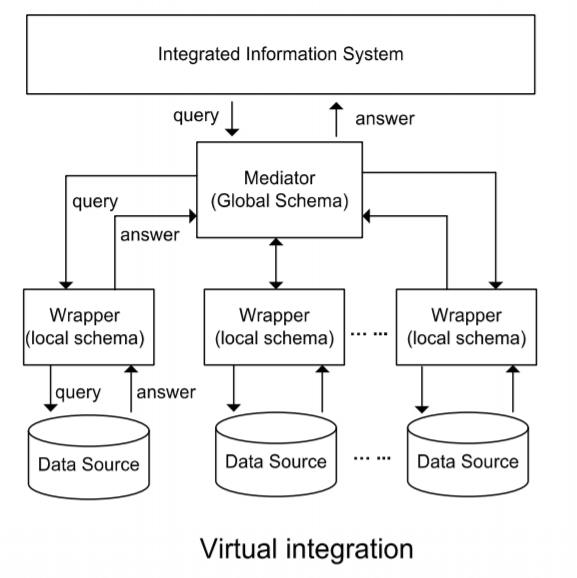 Integrated Information System
query
answer
Mediator
(Global Schema)
query
answer
Wrapper
(local schema)
Wrapper
(local schema)
... ...
Wrapper
(local schema)
query
answer
Data Source
Data Source
... ...
Data Source
Virtual integration